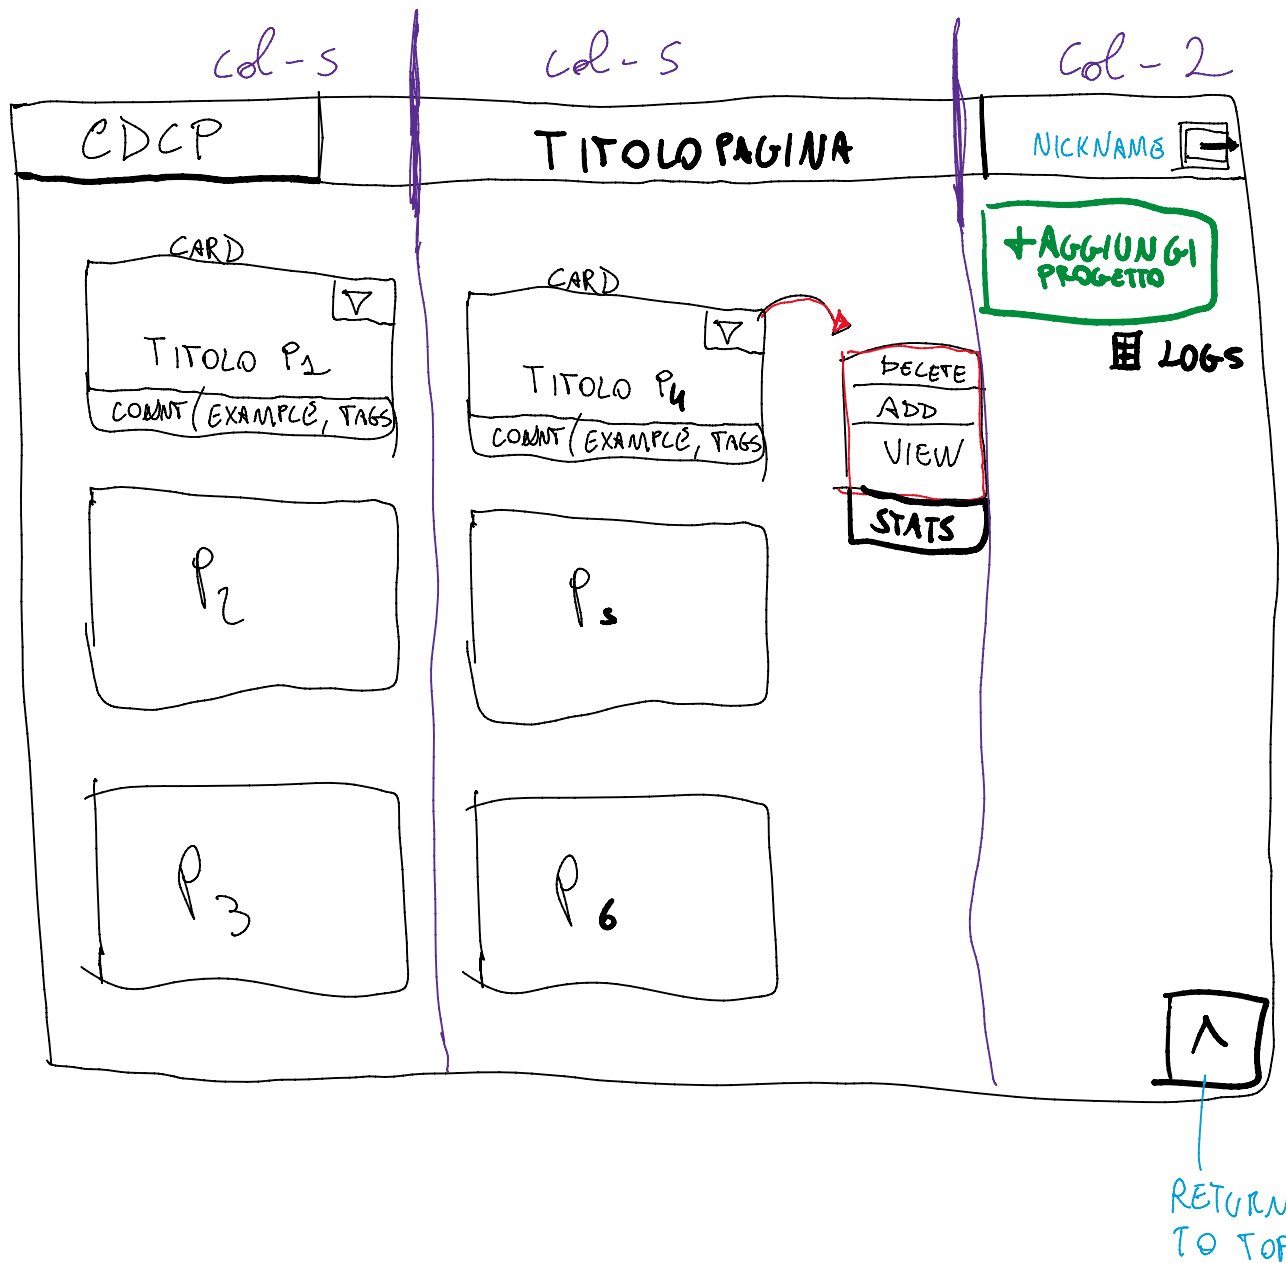 col-5
col-5
col-2
CDCP
TITOLO PAGINA
NICKNAME
+AGGIUNGI
PROGETTO
LOGS
CARD
TITOLO P1
COUNT (EXAMPLE, TAGS
CARD
TITOLO P4
COUNT (EXAMPLE, TAGS
DELETE
ADD
VIEW
STATS
P2
P5
P3
P6
^
RETURN
TO TOP